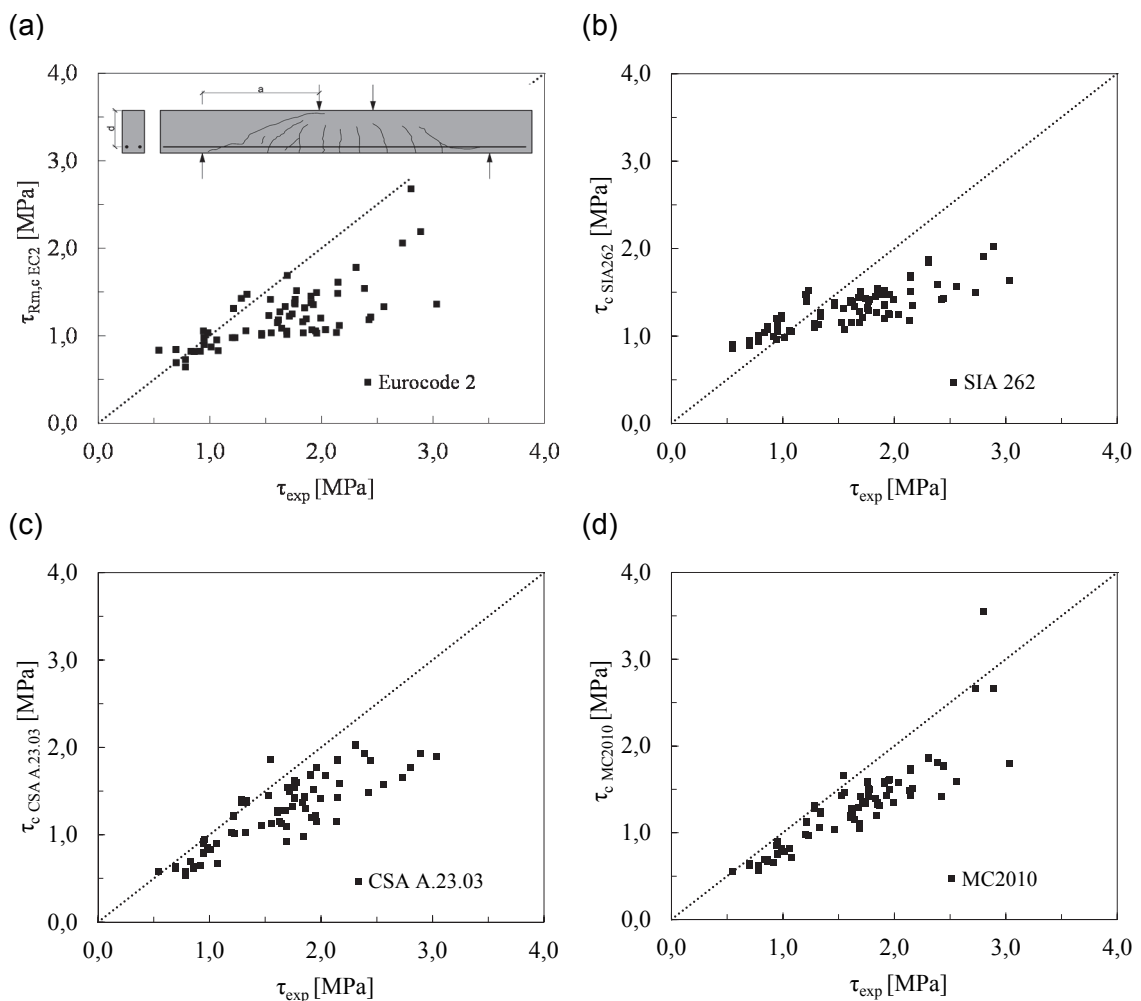 (a)
4,0
3,0
2,0
1,0
0,0
0,0 1,0 2,0 3,0 4,0
τRm,c EC2 [MPa]
τexp [MPa]
a
d
Eurocode 2
(b)
4,0
3,0
2,0
1,0
0,0
0,0 1,0 2,0 3,0 4,0
τc SIA262 [MPa]
τexp [MPa]
SIA 262
(c)
4,0
3,0
2,0
1,0
0,0
0,0 1,0 2,0 3,0 4,0
τc CSA A.23.03 [MPa]
τexp [MPa]
CSA A.23.03
(d)
4,0
3,0
2,0
1,0
0,0
0,0 1,0 2,0 3,0 4,0
τc MC2010 [MPa]
τexp [MPa]
MC2010